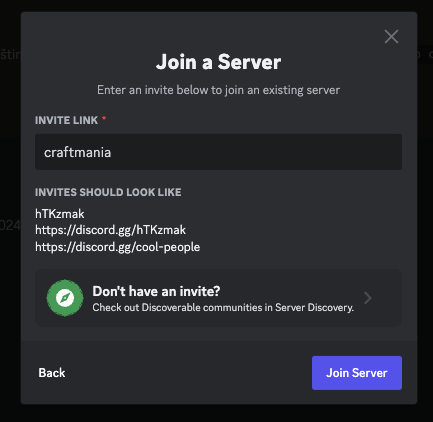 Join a Server
Enter an invite below to join an existing server
INVITE LINK *
craftmania
INVITES SHOULD LOOK LIKE
hTKzmak
https://discord.gg/hTKzmak
https://discord.gg/cool-people
Don't have an invite?
Check out Discoverable communities in Server Discovery.
Back
Join Server